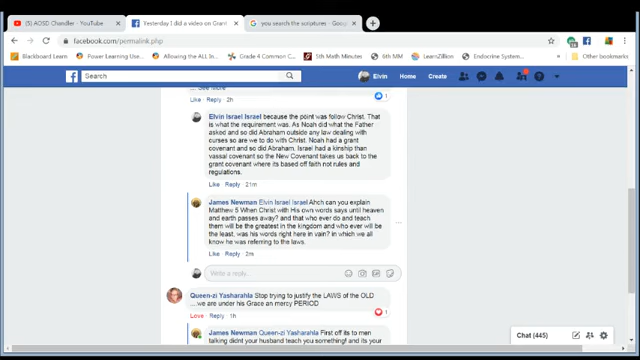 AOSD Chandler - YouTube
Yesterday I did a video on Grant
you search the scriptures - Goog
facebook.com/permalink.php
Blackboard Learn
Power Learning Use...
Allowing the All Inc...
Grade 4 Common C...
5th Math Minutes
6th MM
LearnZillion
Endocrine System...
Other bookmarks
Search
Elvin
Home
Create
See More
Like · Reply · 2h
1
Elvin Israel Israel because the point was follow Christ. That
is what the requirement was. As Noah did what the Father
asked and so did Abraham outside any law dealing with
curses so are we to do with Christ. Noah had a grant
covenant and so did Abraham, Israel had a kinship than
vassal covenant so the New Covenant takes us back to
the grant covenant where its based off faith not rules and
regulations.
Like · Reply · 21m
James Newman Elvin Israel Israel Ahch can you explain
Matthew 5 When Christ with His own words says until heaven
and earth passes away? and that who ever do and teach
them will be the greatest in the kingdom and who ever will be
the least, was his words right here in vain? in which we all
know he was referring to the laws.
Like · Reply · 2m
Write a reply...
Queen-zi Yasharahla Stop trying to justify the LAWS of the OLD
... we are under his Grace an mercy PERIOD
Love · Reply · 1h
1
James Newman Queen-zi Yasharahla First off its to men
talking didnt your husband teach you something! and its your
Chat (445)